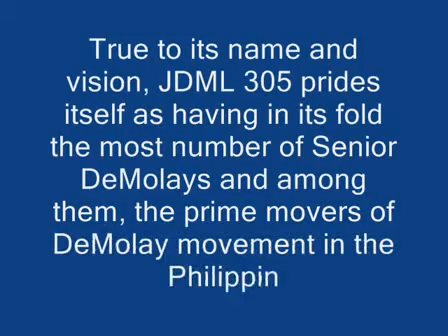 True to its name and
vision, JDML 305 prides
itself as having in its fold
the most number of Senior
DeMolays and among
them, the prime movers of
DeMolay movement in the
Philippin